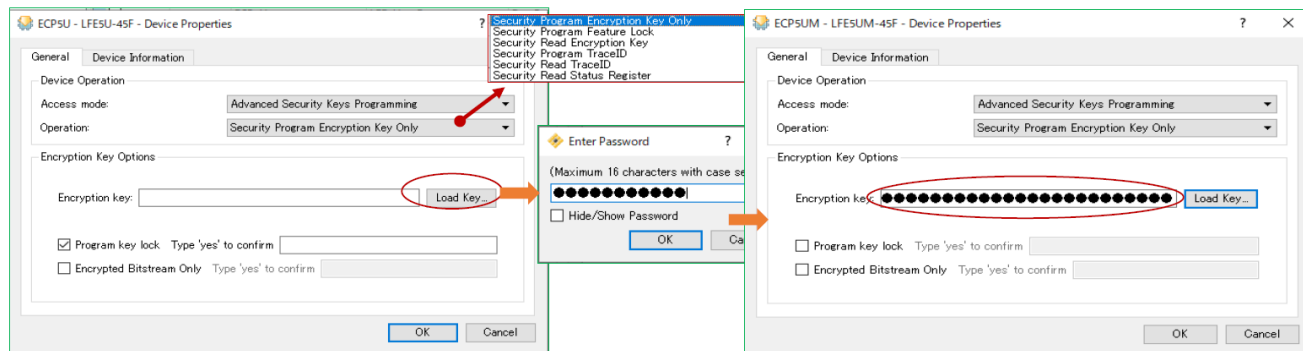 ECP5U - LFE5U-45F - Device Properties
?
General
Device Information
Device Operation
Access mode:
Advanced Security Keys Programming
Operation:
Security Program Encryption Key Only
Encryption Key Options
Encryption key:
Load Key...
Program key lock
Type 'yes' to confirm
Encrypted Bitstream Only
Type 'yes' to confirm
OK
Cancel
Security Program Encryption Key Only
Security Program Feature Lock
Security Read Encryption Key
Security Program TraceID
Security Read TraceID
Security Read Status Register
Enter Password
?
(Maximum 16 characters with case se
●●●●●●●●●●●
Hide/Show Password
OK
Ca
ECP5UM - LFE5UM-45F - Device Properties
?
General
Device Information
Device Operation
Access mode:
Advanced Security Keys Programming
Operation:
Security Program Encryption Key Only
Encryption Key Options
Encryption key:
Load Key...
Program key lock
Type 'yes' to confirm
Encrypted Bitstream Only
Type 'yes' to confirm
OK
Cancel